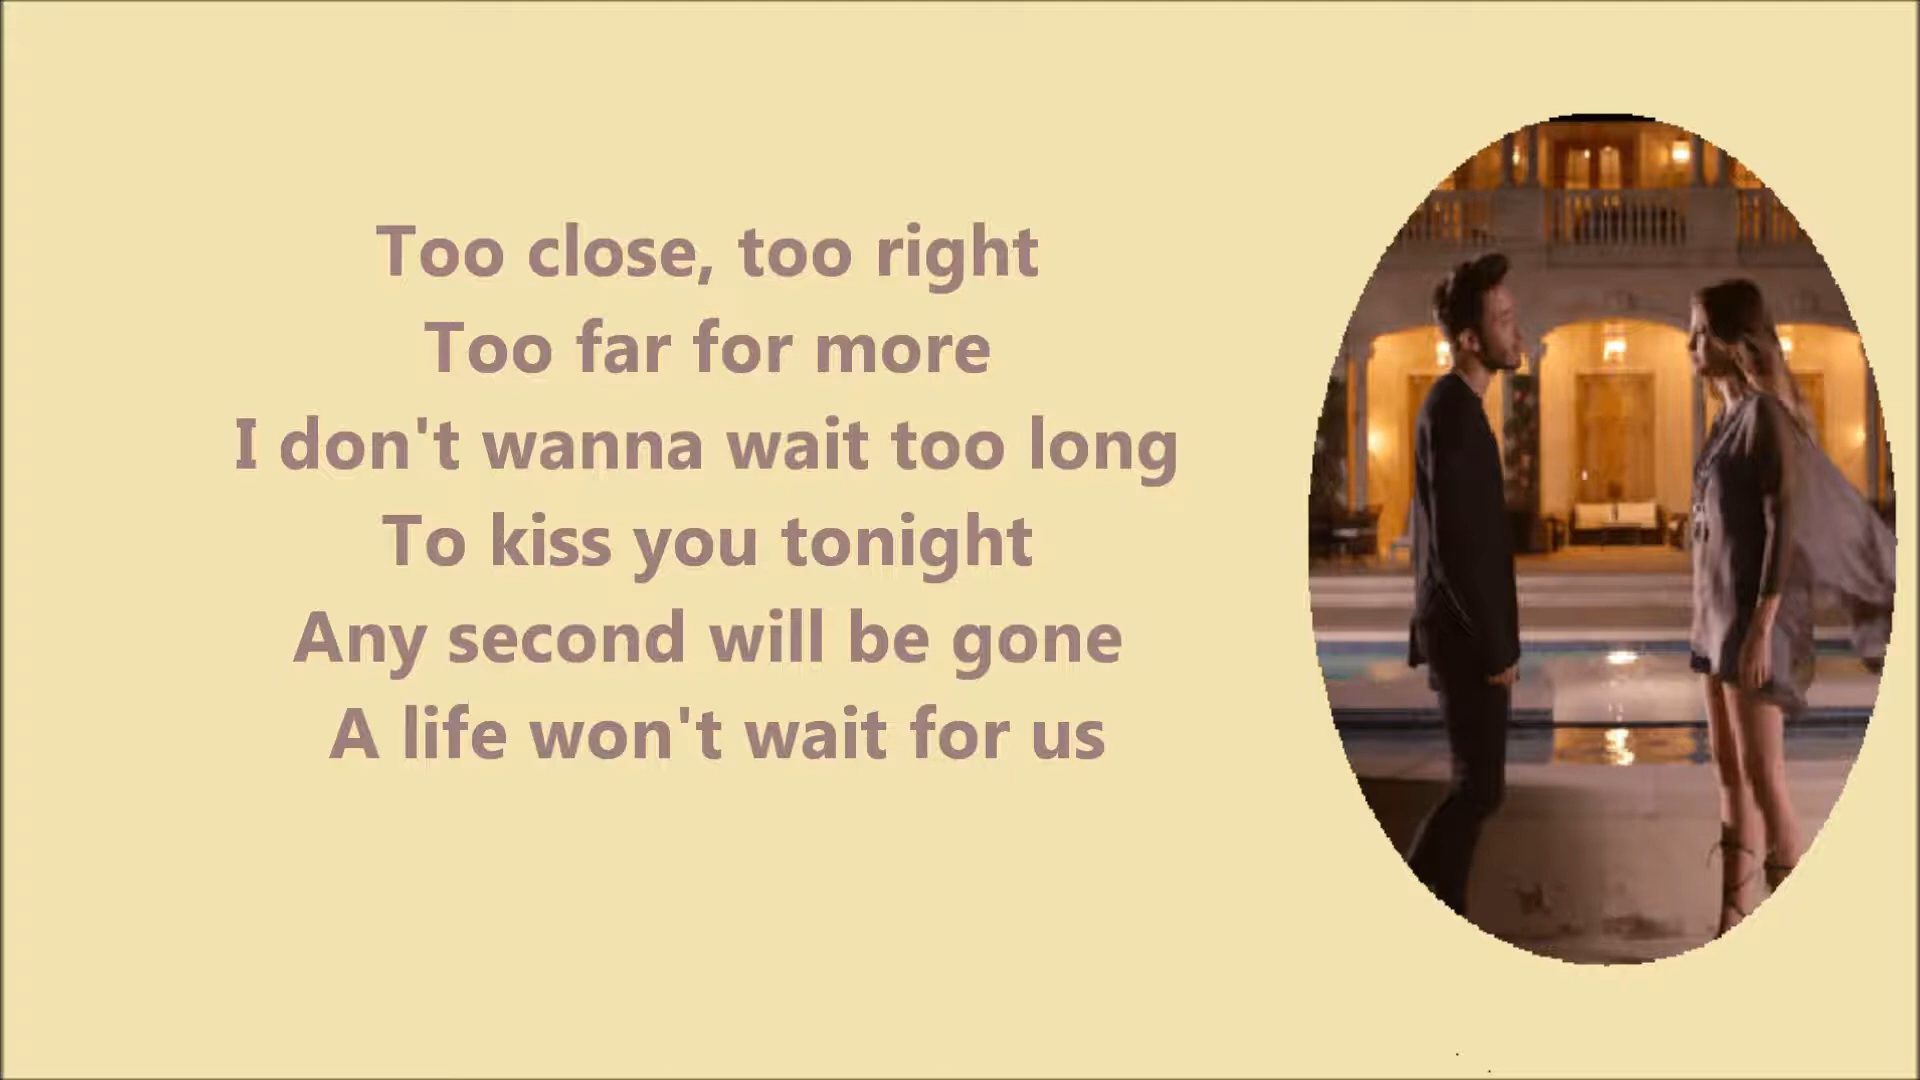 Too close, too right
Too far for more
I don't wanna wait too long
To kiss you tonight
Any second will be gone
A life won't wait for us